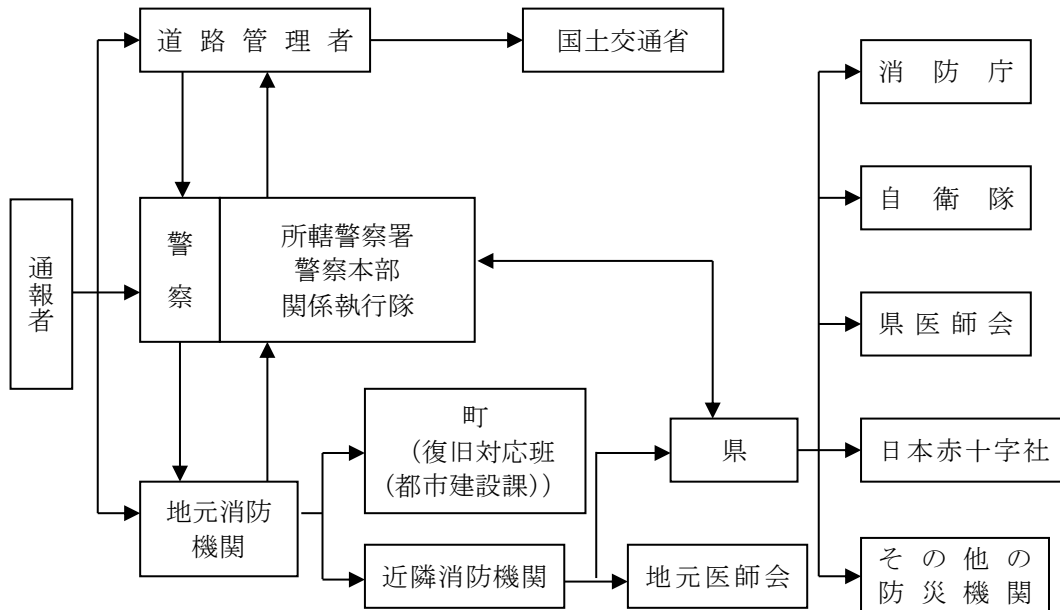 道路管理者
国土交通省
消防庁
通報者
警察
所轄警察署
警察本部
関係執行隊
自衛隊
県医師会
町
(復旧対応班
(都市建設課))
県
日本赤十字社
地元消防
機関
近隣消防機関
地元医師会
その他の
防災機関